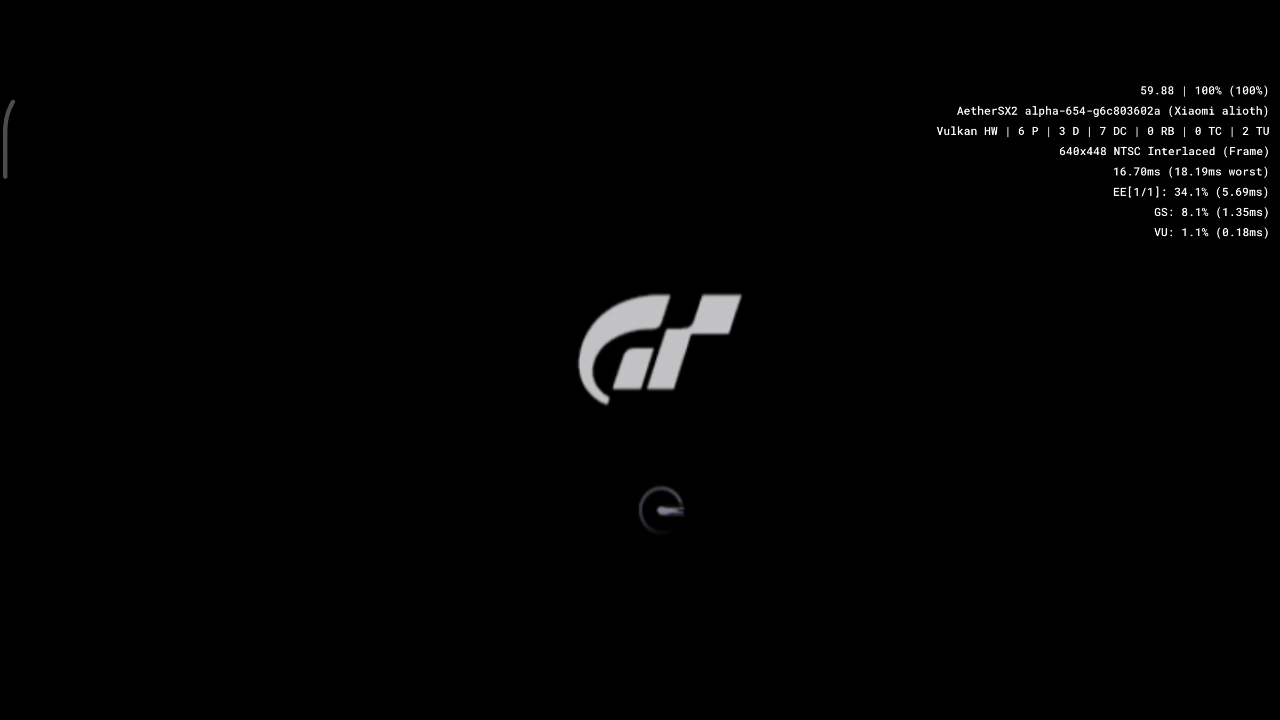 59.88 | 100% (100%)
AetherSX2 alpha-654-g6c803602a (Xiaomi alioth)
Vulkan HW | 6 P | 3 D | 7 DC | 0 RB | 0 TC | 2 TU
640x448 NTSC Interlaced (Frame)
16.70ms (18.19ms worst)
EE[1/1]: 34.1% (5.69ms)
GS: 8.1% (1.35ms)
VU: 1.1% (0.18ms)
GT